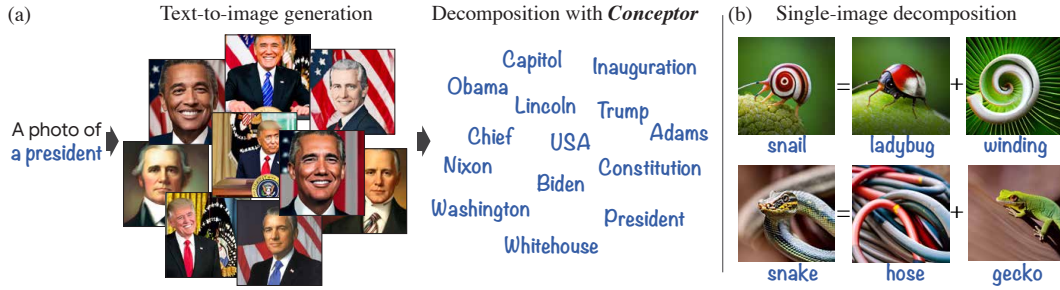 (a) Text-to-image generation
Decomposition with Conceptor
A photo of
a president
Capitol
Inauguration
Obama
Lincoln
Trump
Chief
USA
Adams
Nixon
Constitution
Biden
Washington
President
Whitehouse
(b) Single-image decomposition
= +
snail ladybug winding
= +
snake hose gecko